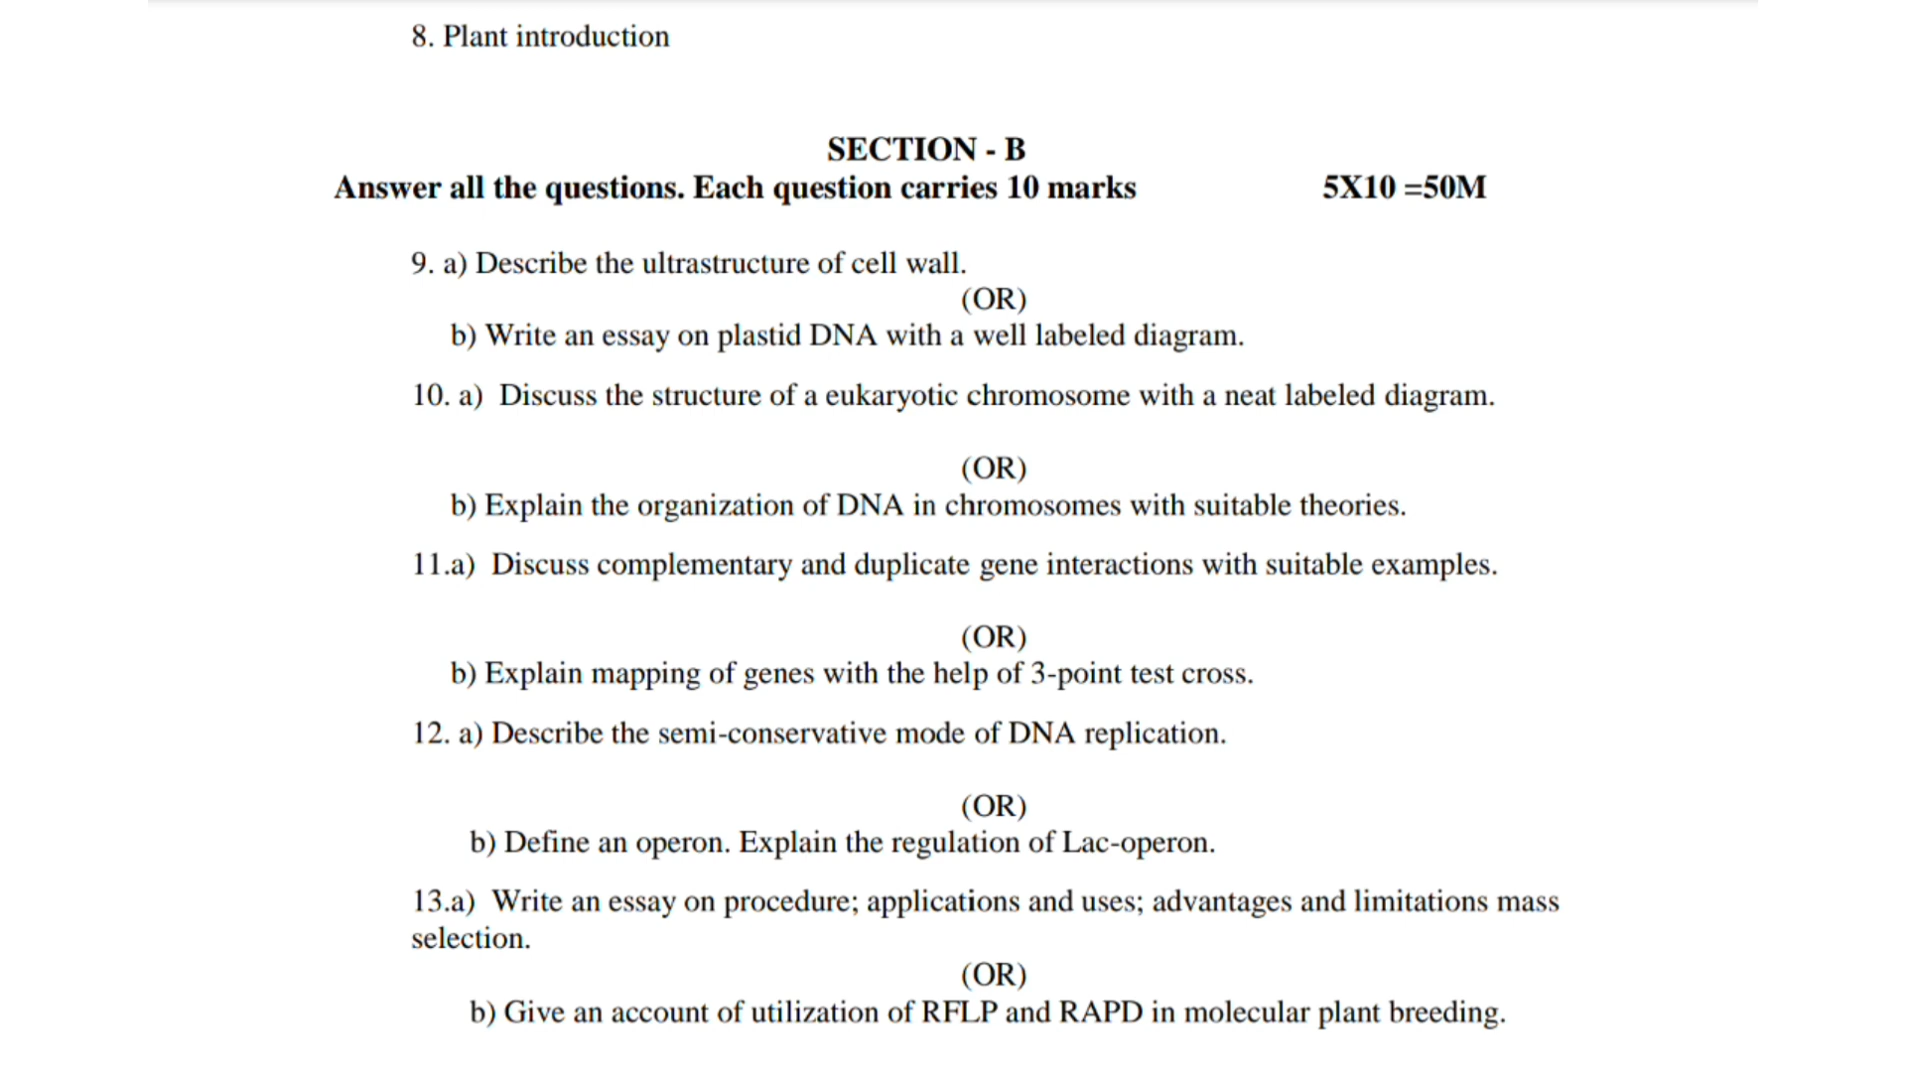 8. Plant introduction
SECTION - B
Answer all the questions. Each question carries 10 marks 5X10 =50M
9. a) Describe the ultrastructure of cell wall.
(OR)
b) Write an essay on plastid DNA with a well labeled diagram.
10. a) Discuss the structure of a eukaryotic chromosome with a neat labeled diagram.
(OR)
b) Explain the organization of DNA in chromosomes with suitable theories.
11.a) Discuss complementary and duplicate gene interactions with suitable examples.
(OR)
b) Explain mapping of genes with the help of 3-point test cross.
12. a) Describe the semi-conservative mode of DNA replication.
(OR)
b) Define an operon. Explain the regulation of Lac-operon.
13.a) Write an essay on procedure; applications and uses; advantages and limitations mass
selection.
(OR)
b) Give an account of utilization of RFLP and RAPD in molecular plant breeding.